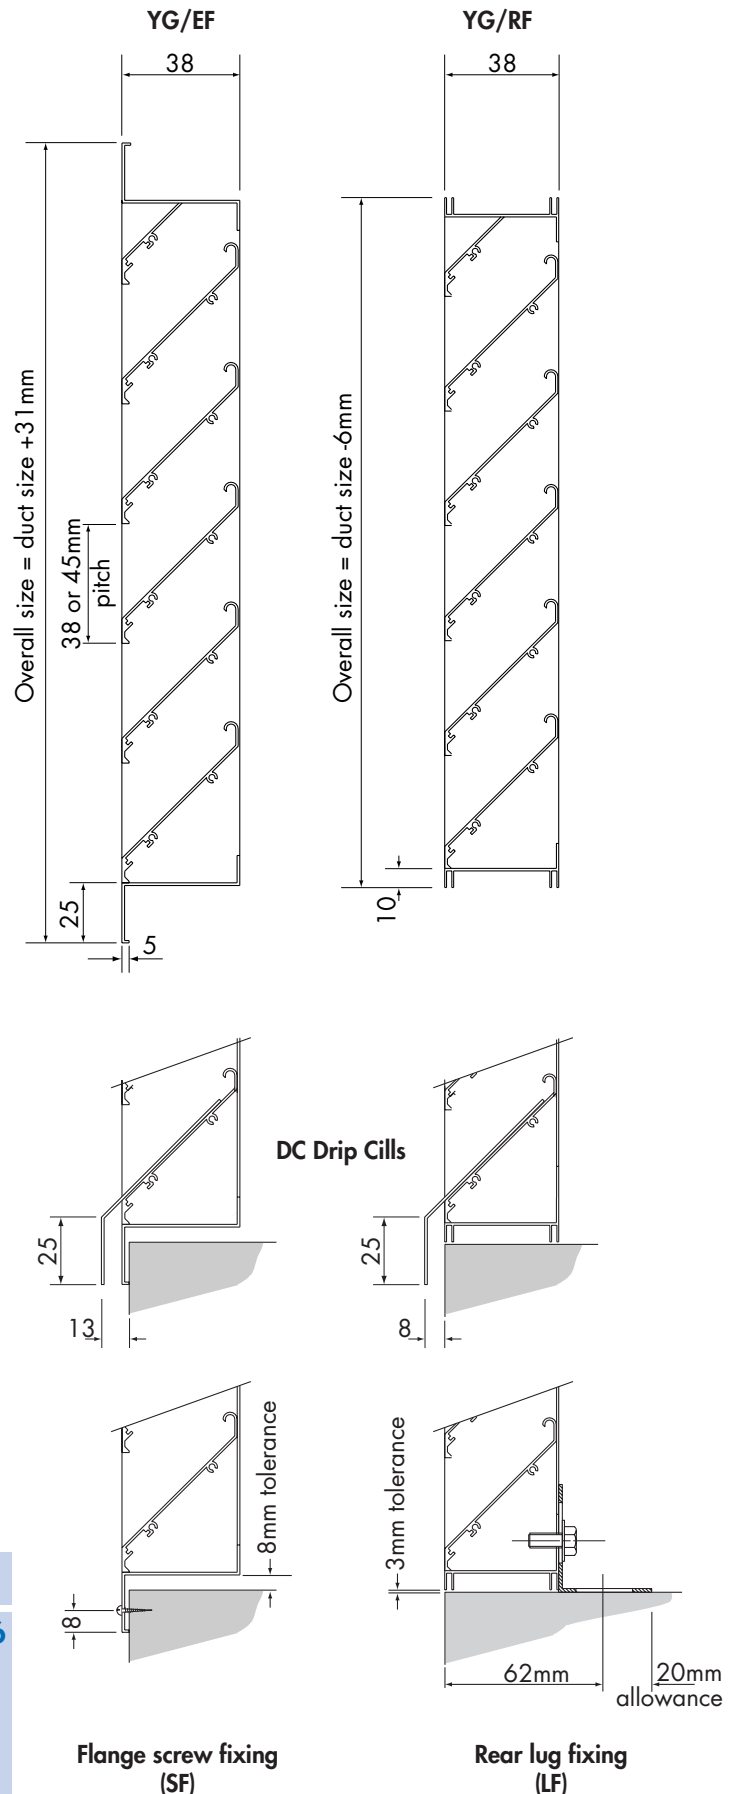 YG/EF
YG/RF
38
38
Overall size = duct size +31mm
38 or 45mm
pitch
25
5
Overall size = duct size -6mm
10
DC Drip Cills
25
13
25
8
8mm tolerance
8
3mm tolerance
62mm
20mm
allowance
Flange screw fixing
(SF)
Rear lug fixing
(LF)